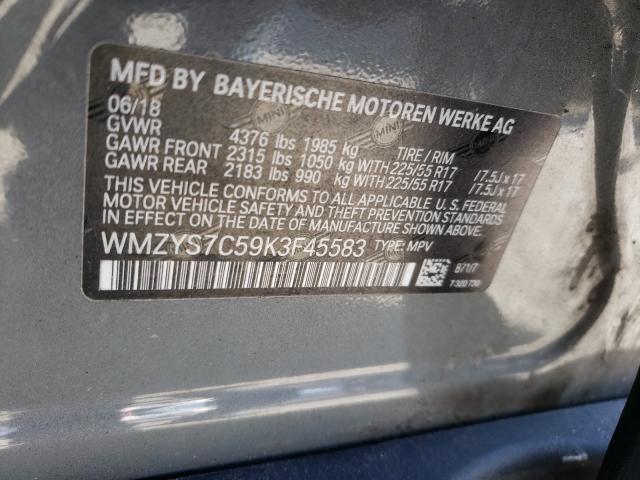 MFD BY BAYERISCHE MOTOREN WERKE AG
06/18
GVWR 4376 lbs 1985 kg TIRE / RIM
GAWR FRONT 2315 lbs 1050 kg WITH 225/55 R17 /7.5J x 17
GAWR REAR 2183 lbs 990 kg WITH 225/55 R17 /7.5J x 17
THIS VEHICLE CONFORMS TO ALL APPLICABLE U.S. FEDERAL
MOTOR VEHICLE SAFETY, BUMPER, AND THEFT PREVENTION
STANDARDS IN EFFECT ON THE DATE OF MANUFACTURE SHOWN ABOVE
WMZYS7C59K3F45583 TYPE: MPV
MINI